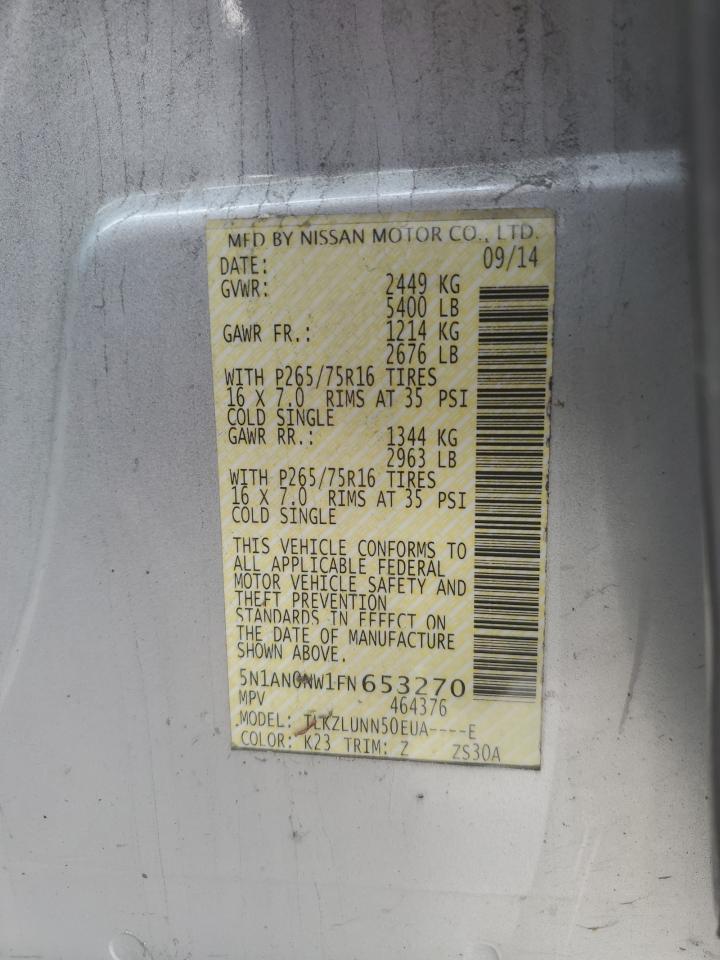 MFD BY NISSAN MOTOR CO., LTD.
DATE: 09/14
GVWR: 2449 KG
5400 LB
GAWR FR.: 1214 KG
2676 LB
WITH P265/75R16 TIRES
16 X 7.0 RIMS AT 35 PSI
COLD SINGLE
GAWR RR.: 1344 KG
2963 LB
WITH P265/75R16 TIRES
16 X 7.0 RIMS AT 35 PSI
COLD SINGLE
THIS VEHICLE CONFORMS TO
ALL APPLICABLE FEDERAL
MOTOR VEHICLE SAFETY AND
THEFT PREVENTION
STANDARDS IN EFFECT ON
THE DATE OF MANUFACTURE
SHOWN ABOVE.
5N1AN0NW1FN653270
MPV 464376
MODEL: TLKZLUNN50EUA----E
COLOR: K23 TRIM: Z ZS30A